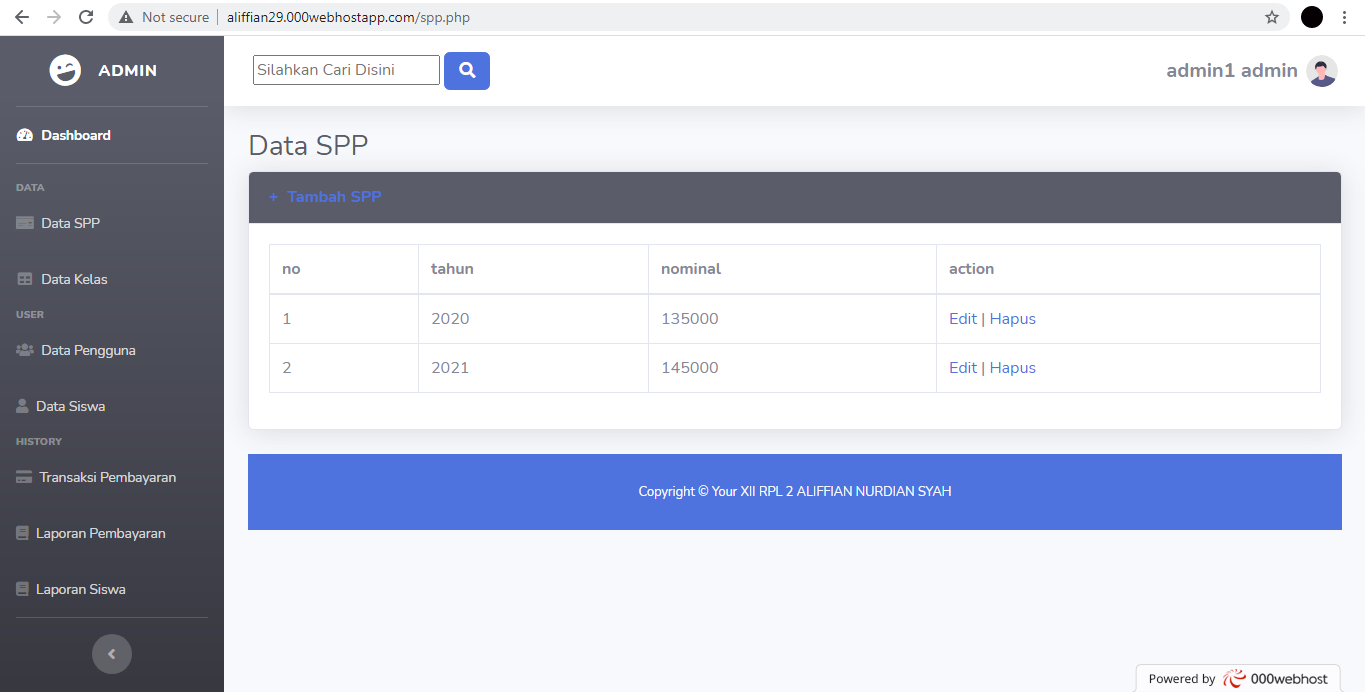 Not secure | aliffian29.000webhostapp.com/spp.php
ADMIN
Dashboard
DATA
Data SPP
Data Kelas
USER
Data Pengguna
Data Siswa
HISTORY
Transaksi Pembayaran
Laporan Pembayaran
Laporan Siswa
Silahkan Cari Disini
admin1 admin
Data SPP
+ Tambah SPP
no tahun nominal action
1 2020 135000 Edit | Hapus
2 2021 145000 Edit | Hapus
Copyright © Your XII RPL 2 ALIFFIAN NURDIAN SYAH
Powered by 000webhost